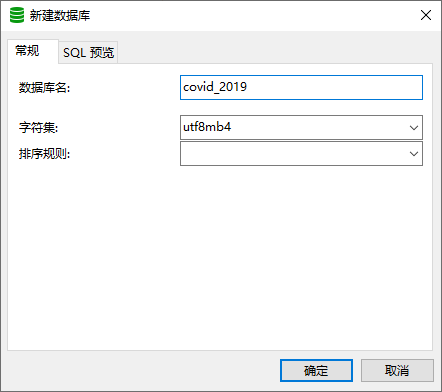 新建数据库
常规
SQL 预览
数据库名:
covid_2019
字符集:
utf8mb4
排序规则:
确定
取消